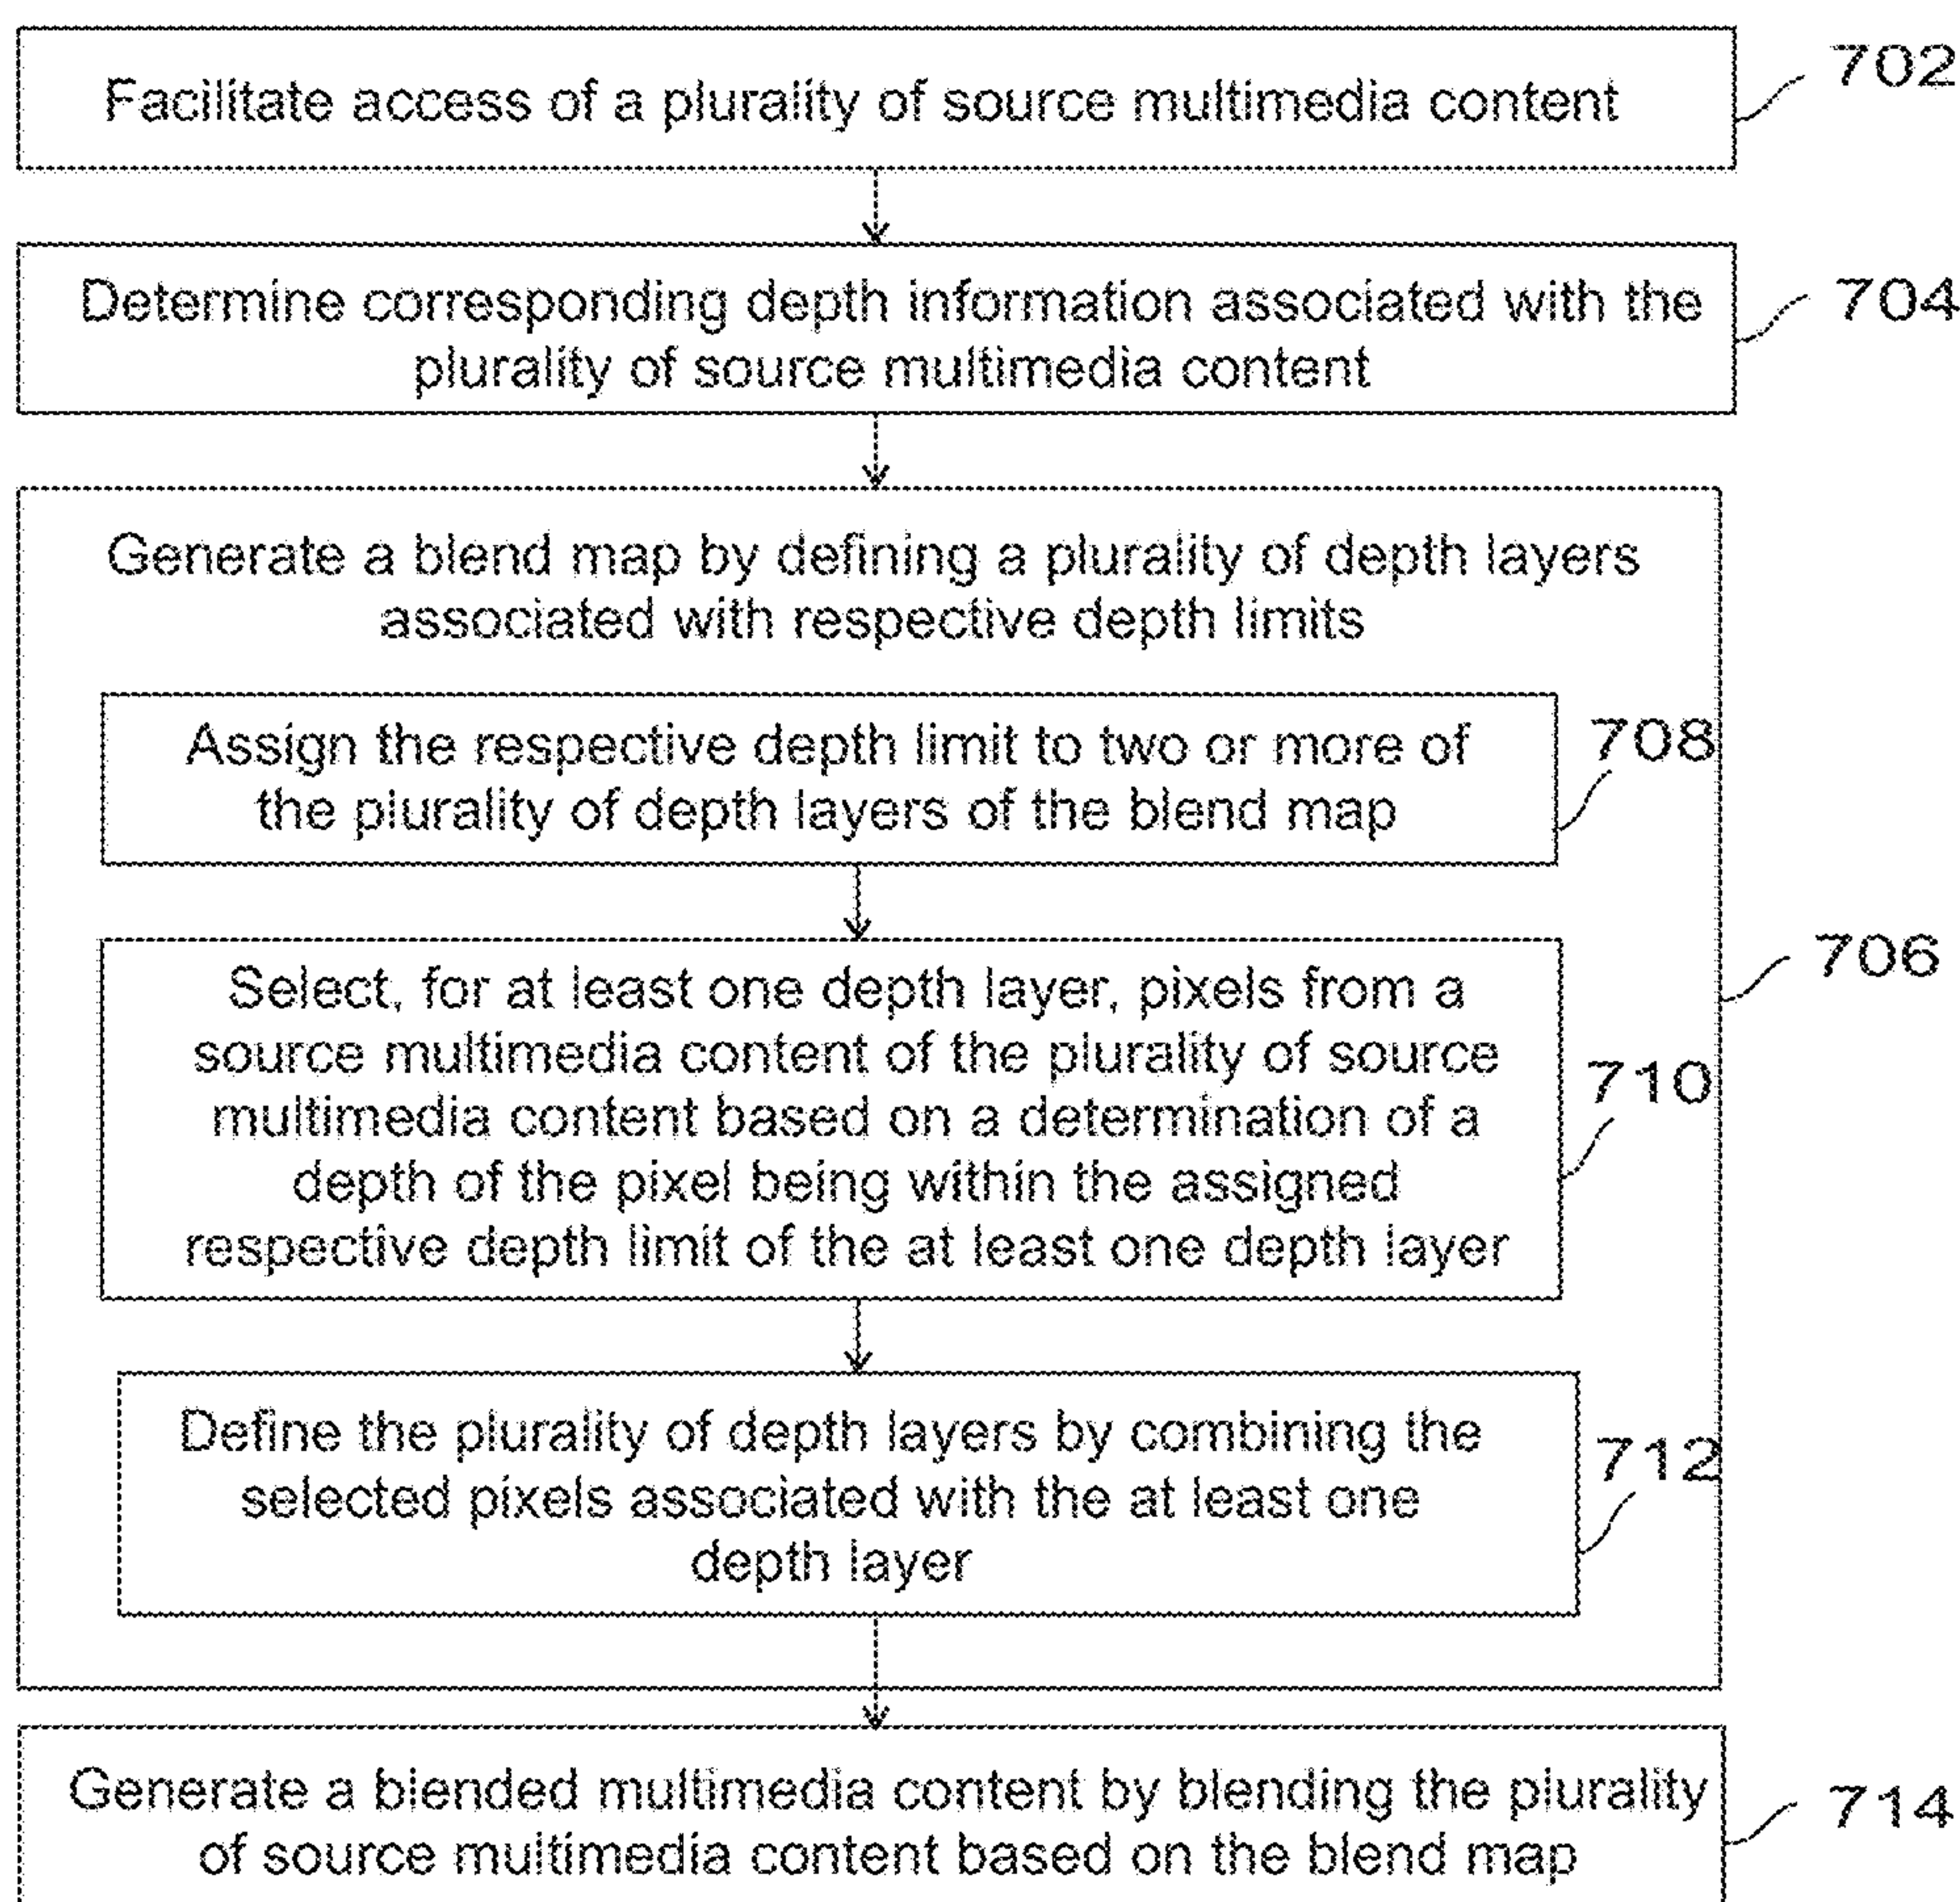 Facilitate access of a plurality of source multimedia content
702
Determine corresponding depth information associated with the
plurality of source multimedia content
704
Generate a blend map by defining a plurality of depth layers
associated with respective depth limits
Assign the respective depth limit to two or more of
the plurality of depth layers of the blend map
708
706
Select, for at least one depth layer, pixels from a
source multimedia content of the plurality of source
multimedia content based on a determination of a
depth of the pixel being within the assigned
respective depth limit of the at least one depth layer
710
Define the plurality of depth layers by combining the
selected pixels associated with the at least one
depth layer
712
Generate a blended multimedia content by blending the plurality
of source multimedia content based on the blend map
714